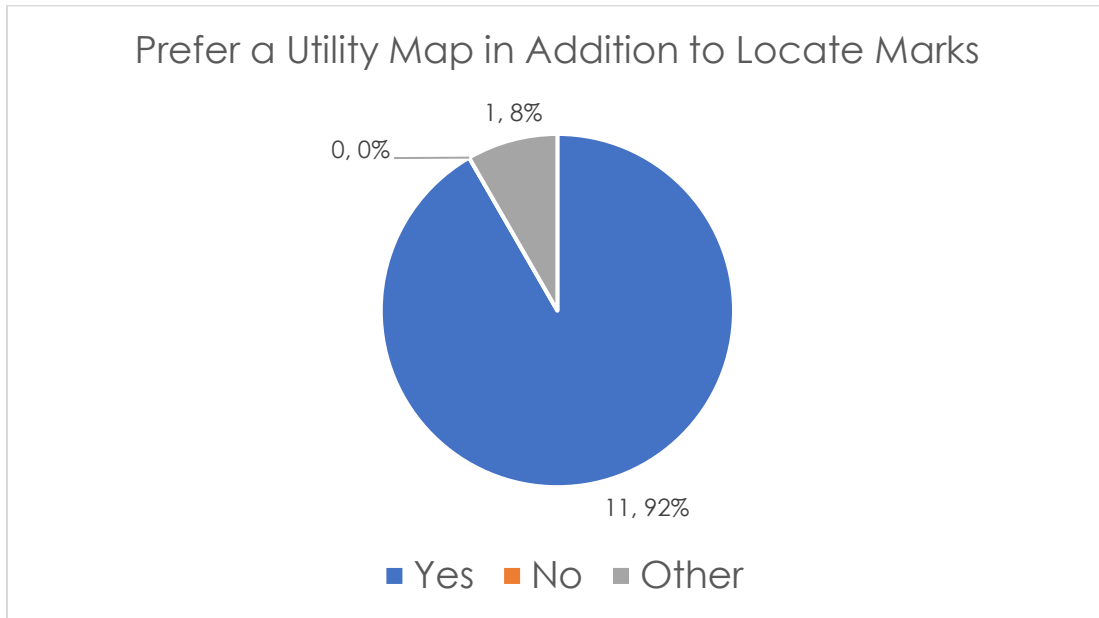 Prefer a Utility Map in Addition to Locate Marks
1, 8%
0, 0%
11, 92%
Yes No Other